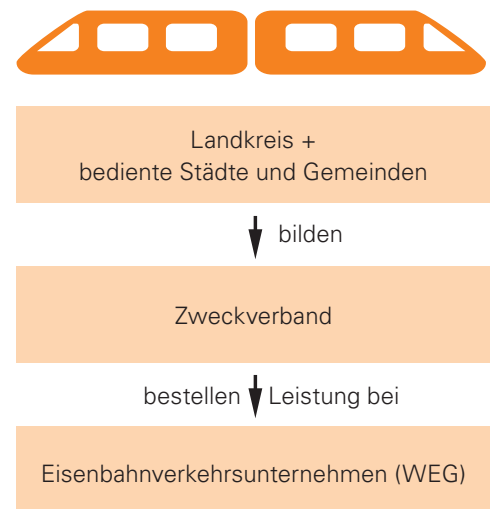 Landkreis +
bediente Städte und Gemeinden
bilden
Zweckverband
bestellen Leistung bei
Eisenbahnverkehrsunternehmen (WEG)